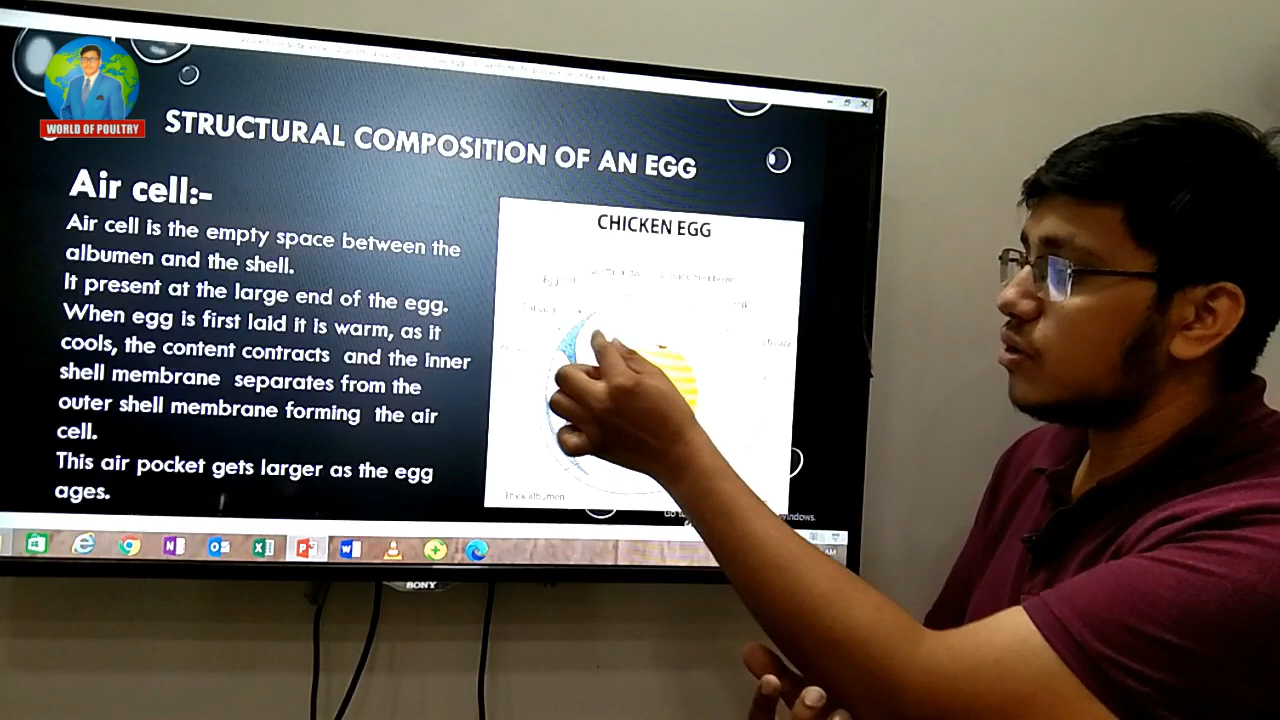 WORLD OF POULTRY
STRUCTURAL COMPOSITION OF AN EGG
Air cell:-
Air cell is the empty space between the
albumen and the shell.
It present at the large end of the egg.
When egg is first laid it is warm, as it
cools, the content contracts and the inner
shell membrane separates from the
outer shell membrane forming the air
cell.
This air pocket gets larger as the egg
ages.
CHICKEN EGG
Thick albumen
SONY